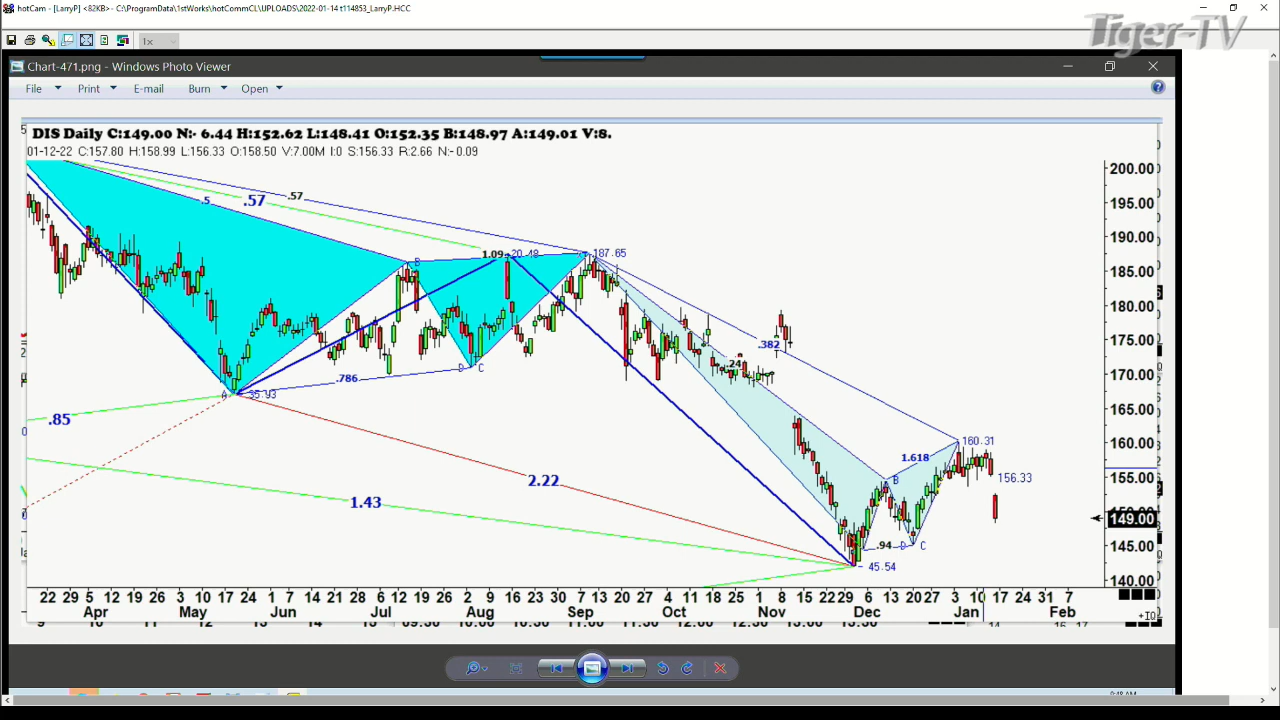 hotCam - [LarryP] <82KB> - C:\ProgramData\1stWorks\hotCommCL\UPLOADS\2022-01-14 t114853_LarryP.HCC
Tiger-TV
1x
Chart-471.png - Windows Photo Viewer
File Print E-mail Burn Open
DIS Daily C:149.00 N:- 6.44 H:152.62 L:148.41 O:152.35 B:148.97 A:149.01 V:8.
01-12-22 C:157.80 H:158.99 L:156.33 O:158.50 V:7.00M I:0 S:156.33 R:2.66 N:- 0.09
200.00
.5 .57 .57
195.00
190.00
B 1.09 20.48 187.65
185.00
180.00
175.00
.382
.24
170.00
.786 D C
A 35.93
165.00
.85
160.00
160.31
1.618
155.00
B 156.33
2.22
1.43
149.00
145.00
.94 D C
45.54
140.00
22 29 5 12 19 26 3 10 17 24 1 7 14 21 28 6 12 19 26 2 9 16 23 30 7 13 20 27 4 11 18 25 1 8 15 22 29 6 13 20 27 3 10 17 24 31 7
Apr May Jun Jul Aug Sep Oct Nov Dec Jan Feb